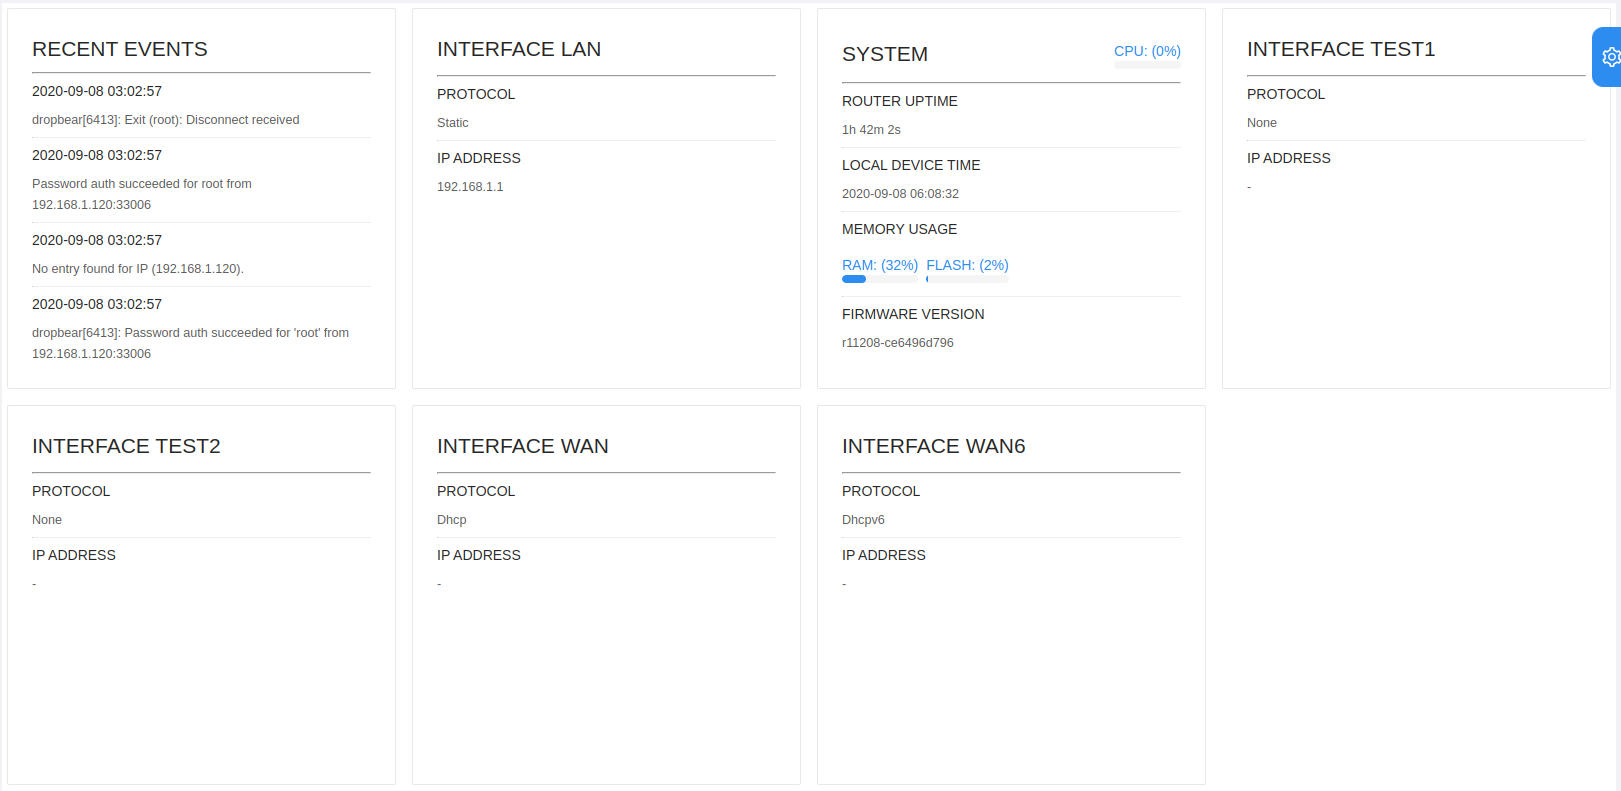 RECENT EVENTS
2020-09-08 03:02:57
dropbear[6413]: Exit (root): Disconnect received
2020-09-08 03:02:57
Password auth succeeded for root from
192.168.1.120:33006
2020-09-08 03:02:57
No entry found for IP (192.168.1.120).
2020-09-08 03:02:57
dropbear[6413]: Password auth succeeded for 'root' from
192.168.1.120:33006
INTERFACE LAN
PROTOCOL
Static
IP ADDRESS
192.168.1.1
SYSTEM
CPU: (0%)
ROUTER UPTIME
1h 42m 2s
LOCAL DEVICE TIME
2020-09-08 06:08:32
MEMORY USAGE
RAM: (32%) FLASH: (2%)
FIRMWARE VERSION
r11208-ce6496d796
INTERFACE TEST1
PROTOCOL
None
IP ADDRESS
-
INTERFACE TEST2
PROTOCOL
None
IP ADDRESS
-
INTERFACE WAN
PROTOCOL
Dhcp
IP ADDRESS
-
INTERFACE WAN6
PROTOCOL
Dhcpv6
IP ADDRESS
-